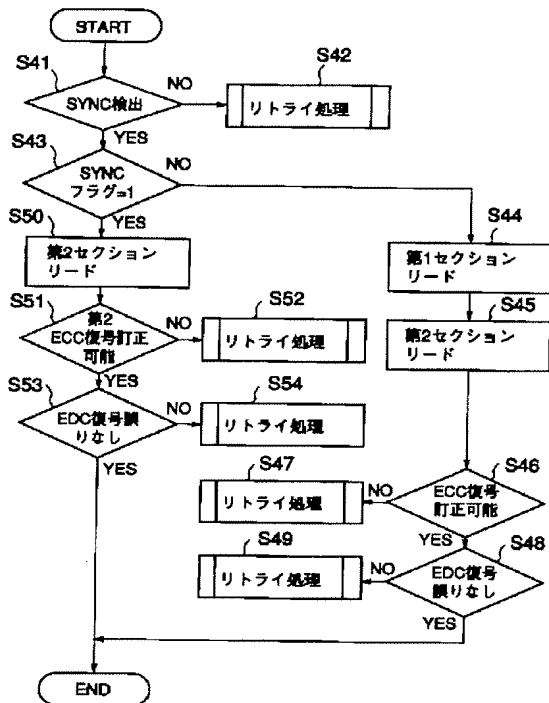 START
S41
SYNC検出
NO
YES
S42
リトライ処理
S43
SYNC
フラグ=1
NO
YES
S50
第2セクション
リード
S44
第1セクション
リード
S45
第2セクション
リード
S51
第2
ECC復号訂正
可能
NO
YES
S52
リトライ処理
S53
EDC復号誤
りなし
NO
YES
S54
リトライ処理
S46
ECC復号
訂正可能
NO
YES
S47
リトライ処理
S48
EDC復号
誤りなし
NO
YES
S49
リトライ処理
END